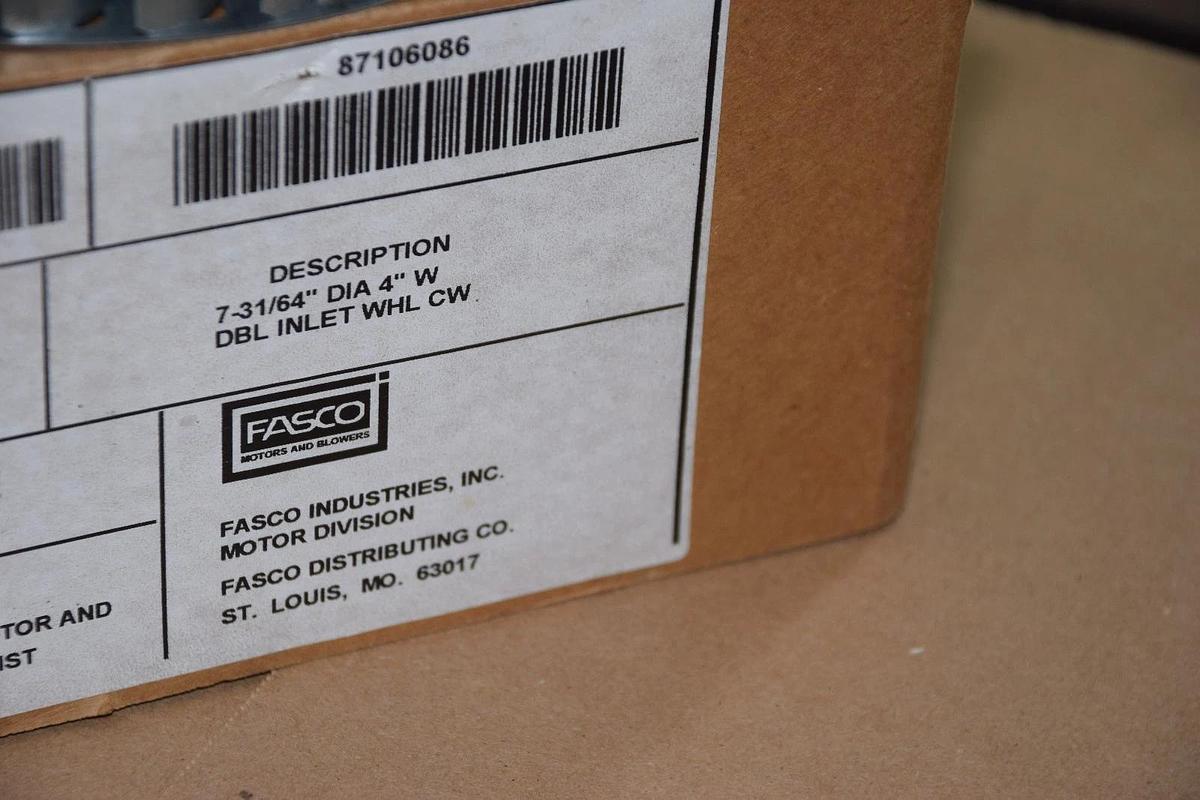 87106086
DESCRIPTION
7-31/64" DIA 4" W
DBL INLET WHL CW
FASCO
MOTORS AND BLOWERS
FASCO INDUSTRIES, INC.
MOTOR DIVISION
FASCO DISTRIBUTING CO.
ST. LOUIS, MO. 63017
TOR AND
IST